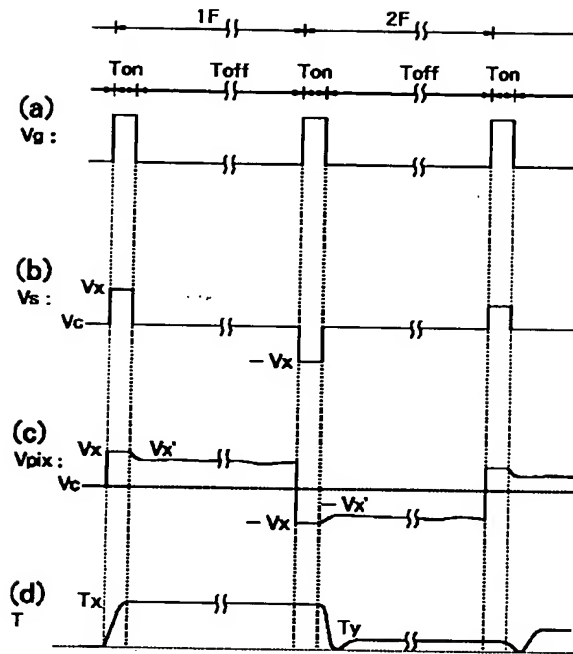 1F 2F
Ton Toff Ton Toff Ton
(a)
Vg :
(b)
Vx
Vs :
Vc
- Vx
(c)
Vx Vx'
Vpix :
Vc
- Vx'
- Vx
(d)
Tx
T
Ty